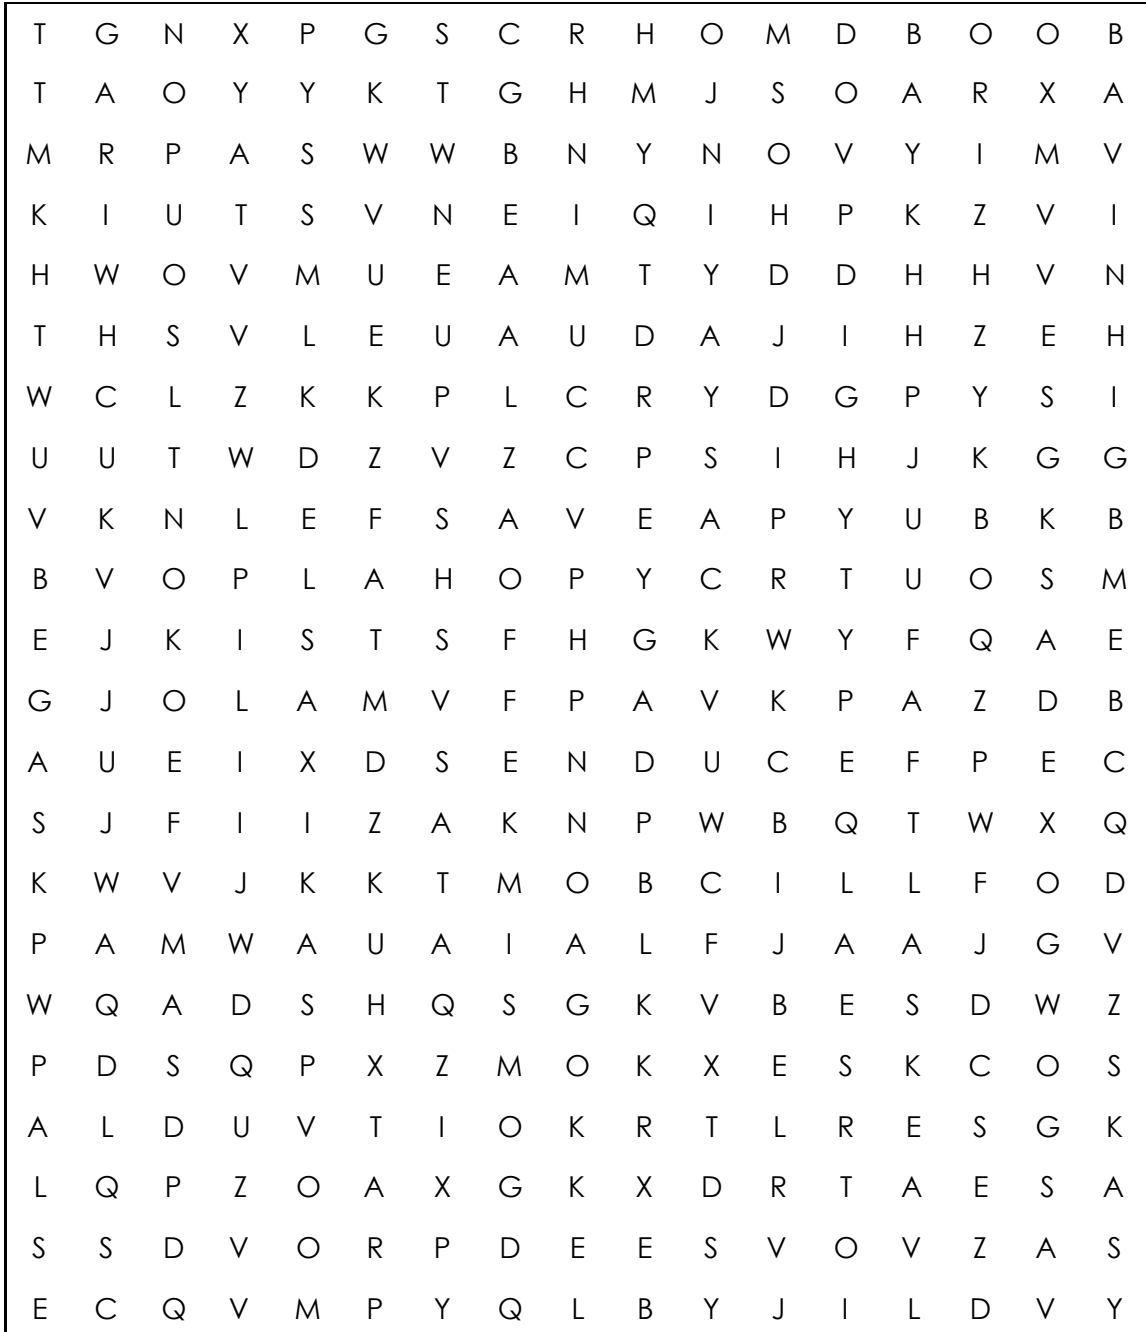 T G N X P G S C R H O M D B O O B
T A O Y Y K T G H M J S O A R X A
M R P A S W W B N Y N O V Y I M V
K I U T S V N E I Q I H P K Z V I
H W O V M U E A M T Y D D H H V N
T H S V L E U A U D A J I H Z E H
W C L Z K K P L C R Y D G P Y S I
U U T W D Z V Z C P S I H J K G G
V K N L E F S A V E A P Y U B K B
B V O P L A H O P Y C R T U O S M
E J K I S T S F H G K W Y F Q A E
G J O L A M V F P A V K P A Z D B
A U E I X D S E N D U C E F P E C
S J F I I Z A K N P W B Q T W X Q
K W V J K K T M O B C I L L F O D
P A M W A U A I A L F J A A J G V
W Q A D S H Q S G K V B E S D W Z
P D S Q P X Z M O K X E S K C O S
A L D U V T I O K R T L R E S G K
L Q P Z O A X G K X D R T A E S A
S S D V O R P D E E S V O V Z A S
E C Q V M P Y Q L B Y J I L D V Y